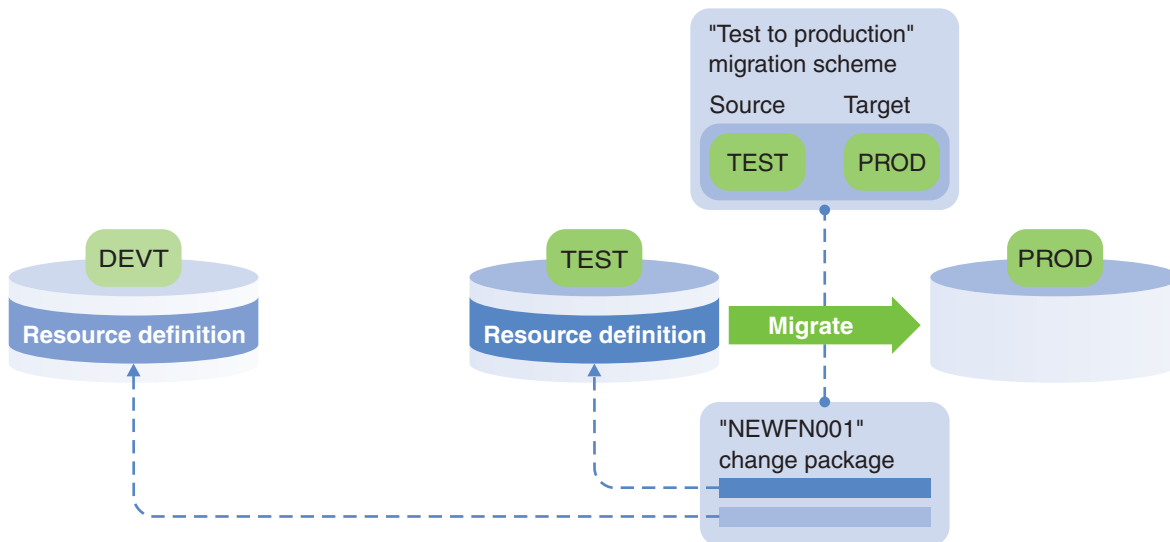 "Test to production"
migration scheme
Source Target
TEST PROD
DEVT TEST PROD
Resource definition Resource definition Migrate
"NEWFN001"
change package